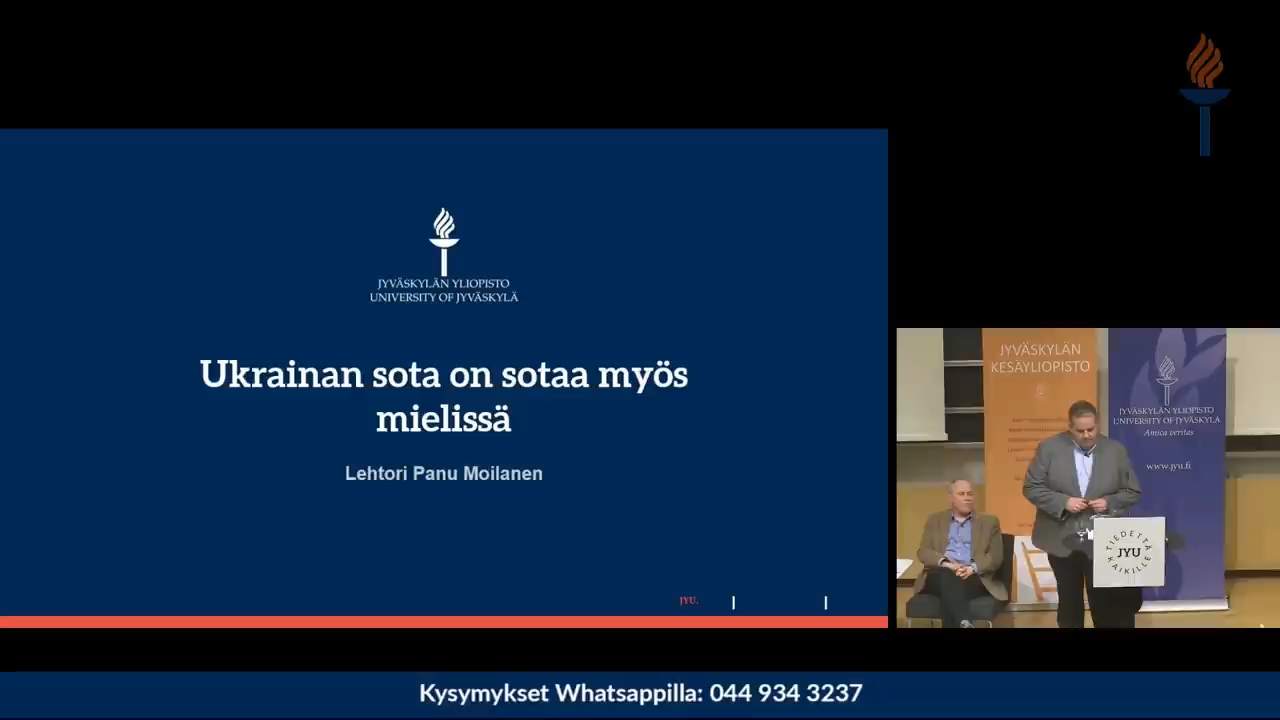 JYVÄSKYLÄN YLIOPISTO
UNIVERSITY OF JYVÄSKYLÄ
Ukrainan sota on sotaa myös
mielissä
Lehtori Panu Moilanen
JYU.
JYVÄSKYLÄN
KESÄYLIOPISTO
JYVÄSKYLÄN YLIOPISTO
UNIVERSITY OF JYVÄSKYLÄ
Amica veritas
www.jyu.fi
TIEDETTÄ
JYU
KAIKILLE
Kysymykset Whatsappilla: 044 934 3237